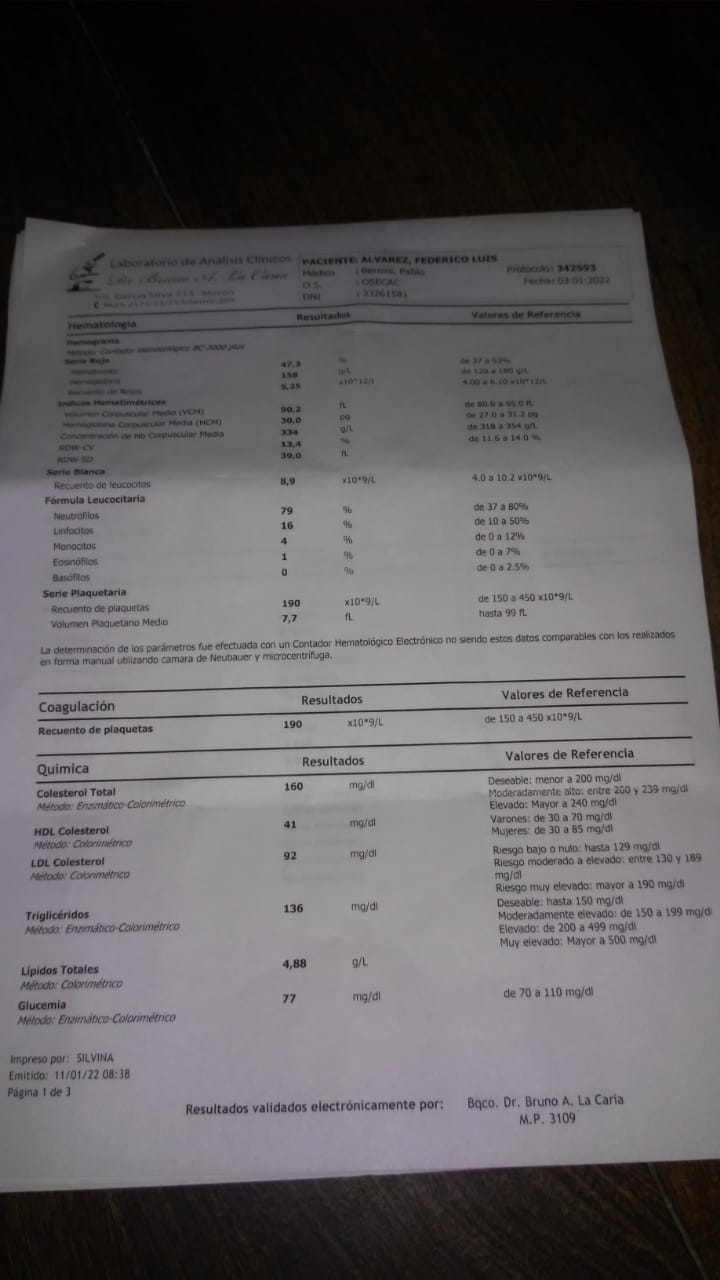 Laboratorio de Análisis Clínicos
Dr. Bruno A. La Caria
PACIENTE: ALVAREZ, FEDERICO LUIS
Médico : Bernini, Pablo
O.S. : OSECAC
DNI : 33261581
Protocolo: 342593
Fecha: 03.01.2022
Hematología Resultados Valores de Referencia
Hemograma
Método: Contador Hematológico BC-3000 plus
Serie Roja
Hematocrito 47,3 % de 37 a 52%
Hemoglobina 158 g/L de 120 a 180 g/L
Recuento de Rojos 5,25 x10*12/L 4.00 a 6.10 x10*12/L
Indices Hematimétricos
Volumen Corpuscular Medio (VCM) 90,2 fL de 80.0 a 95.0 fL
Hemoglobina Corpuscular Media (HCM) 30,0 pg de 27.0 a 31.2 pg
Concentración de Hb Corpuscular Media 334 g/L de 318 a 354 g/L
RDW-CV 13,4 % de 11.6 a 14.0 %
RDW-SD 39,0 fL
Serie Blanca
Recuento de leucocitos 8,9 x10*9/L 4.0 a 10.2 x10*9/L
Fórmula Leucocitaria
Neutrófilos 79 % de 37 a 80%
Linfocitos 16 % de 10 a 50%
Monocitos 4 % de 0 a 12%
Eosinófilos 1 % de 0 a 7%
Basófilos 0 % de 0 a 2.5%
Serie Plaquetaria
Recuento de plaquetas 190 x10*9/L de 150 a 450 x10*9/L
Volumen Plaquetario Medio 7,7 fL hasta 99 fL
La determinación de los parámetros fue efectuada con un Contador Hematológico Electrónico no siendo estos datos comparables con los realizados
en forma manual utilizando camara de Neubauer y microcentrífuga.
Coagulación Resultados Valores de Referencia
Recuento de plaquetas 190 x10*9/L de 150 a 450 x10*9/L
Quimica Resultados Valores de Referencia
Colesterol Total 160 mg/dl Deseable: menor a 200 mg/dl
Método: Enzimático-Colorimétrico Moderadamente alto: entre 200 y 239 mg/dl
Elevado: Mayor a 240 mg/dl
HDL Colesterol 41 mg/dl Varones: de 30 a 70 mg/dl
Método: Colorimétrico Mujeres: de 30 a 85 mg/dl
LDL Colesterol 92 mg/dl Riesgo bajo o nulo: hasta 129 mg/dl
Método: Colorimétrico Riesgo moderado a elevado: entre 130 y 189
mg/dl
Riesgo muy elevado: mayor a 190 mg/dl
Triglicéridos 136 mg/dl Deseable: hasta 150 mg/dl
Método: Enzimático-Colorimétrico Moderadamente elevado: de 150 a 199 mg/dl
Elevado: de 200 a 499 mg/dl
Muy elevado: Mayor a 500 mg/dl
Lipidos Totales 4,88 g/L
Método: Colorimétrico
Glucemia 77 mg/dl de 70 a 110 mg/dl
Método: Enzimático-Colorimétrico
Impreso por: SILVINA
Emitido: 11/01/22 08:38
Página 1 de 3
Resultados validados electrónicamente por: Bqco. Dr. Bruno A. La Caria
M.P. 3109